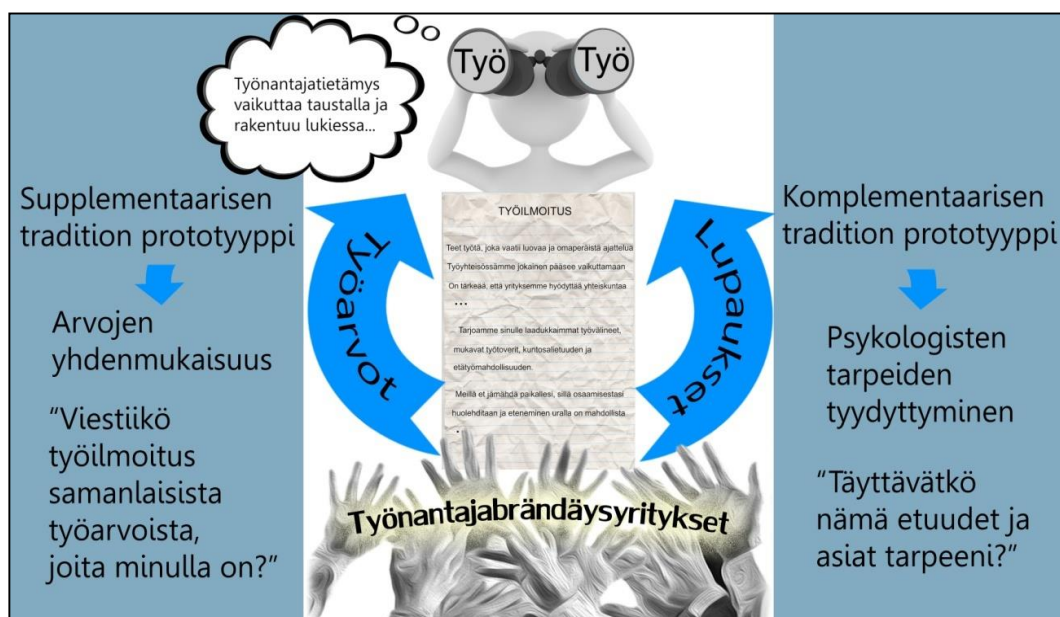 Työnantajatietämys
vaikuttaa taustalla ja
rakentuu lukiessa...
Työ
Työ
Supplementaarisen
tradition prototyyppi
Arvojen
yhdenmukaisuus
"Viestiikö
työilmoitus
samanlaisista
työarvoista,
joita minulla on?"
Työarvot
TYÖILMOITUS
Teet työtä, joka vaatii luovaa ja omaperäistä ajattelua
Työyhteisössämme jokainen pääsee vaikuttamaan
On tärkeää, että yrityksemme hyödyttää yhteiskuntaa
...
Tarjoamme sinulle laadukkaimmat työvälineet,
mukavat työtoverit, kuntosalietuuden ja
etätyömahdollisuuden.
Meillä et jämähdä paikallesi, sillä osaamisestasi
huolehditaan ja eteneminen uralla on mahdollista
Lupaukset
Työnantajabrändäysyritykset
Komplementaarisen
tradition prototyyppi
Psykologisten
tarpeiden
tyydyttyminen
"Täyttävätkö
nämä etuudet ja
asiat tarpeeni?"